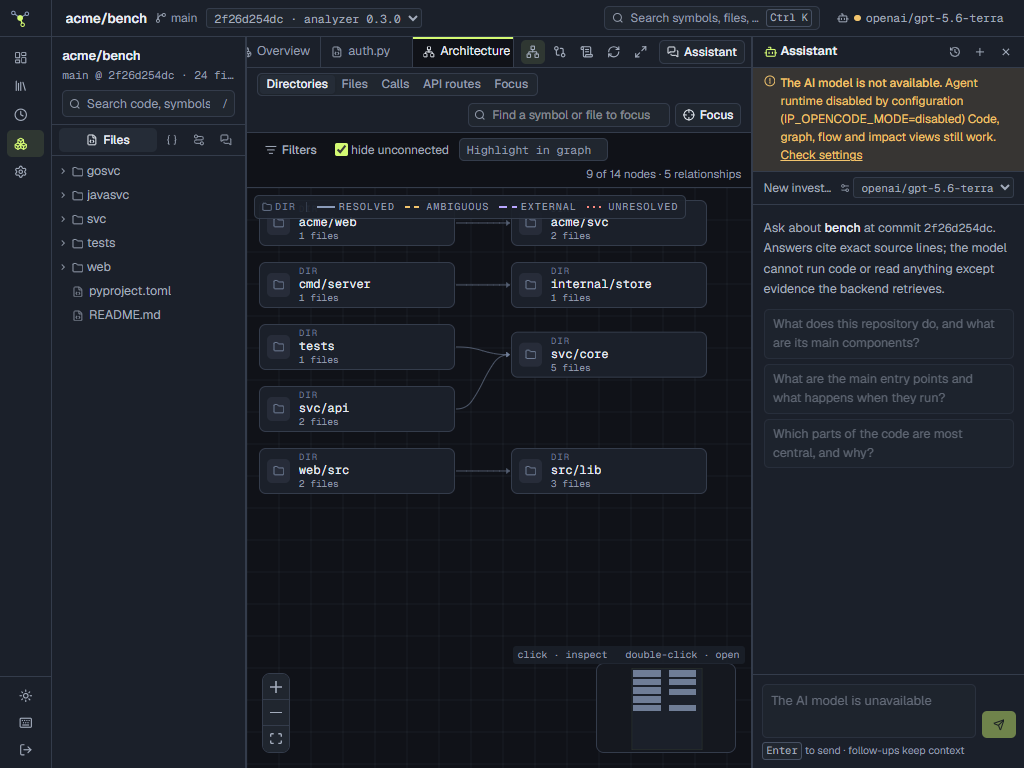 acme/bench main 2f26d254dc · analyzer 0.3.0 Search symbols, files, … Ctrl K openai/gpt-5.6-terra
acme/bench
main @ 2f26d254dc · 24 fi…
Search code, symbols /
Files
gosvc
javasvc
svc
tests
web
pyproject.toml
README.md
Overview auth.py Architecture Assistant
Directories Files Calls API routes Focus
Find a symbol or file to focus Focus
Filters hide unconnected Highlight in graph
9 of 14 nodes · 5 relationships
DIR RESOLVED AMBIGUOUS EXTERNAL UNRESOLVED
acme/web
1 files
acme/svc
2 files
DIR
cmd/server
1 files
DIR
internal/store
1 files
DIR
tests
1 files
DIR
svc/core
5 files
DIR
svc/api
2 files
DIR
web/src
2 files
DIR
src/lib
3 files
click · inspect double-click · open
Assistant
The AI model is not available. Agent
runtime disabled by configuration
(IP_OPENCODE_MODE=disabled) Code,
graph, flow and impact views still work.
Check settings
New invest… openai/gpt-5.6-terra
Ask about bench at commit 2f26d254dc.
Answers cite exact source lines; the model
cannot run code or read anything except
evidence the backend retrieves.
What does this repository do, and what
are its main components?
What are the main entry points and
what happens when they run?
Which parts of the code are most
central, and why?
The AI model is unavailable
Enter to send · follow-ups keep context